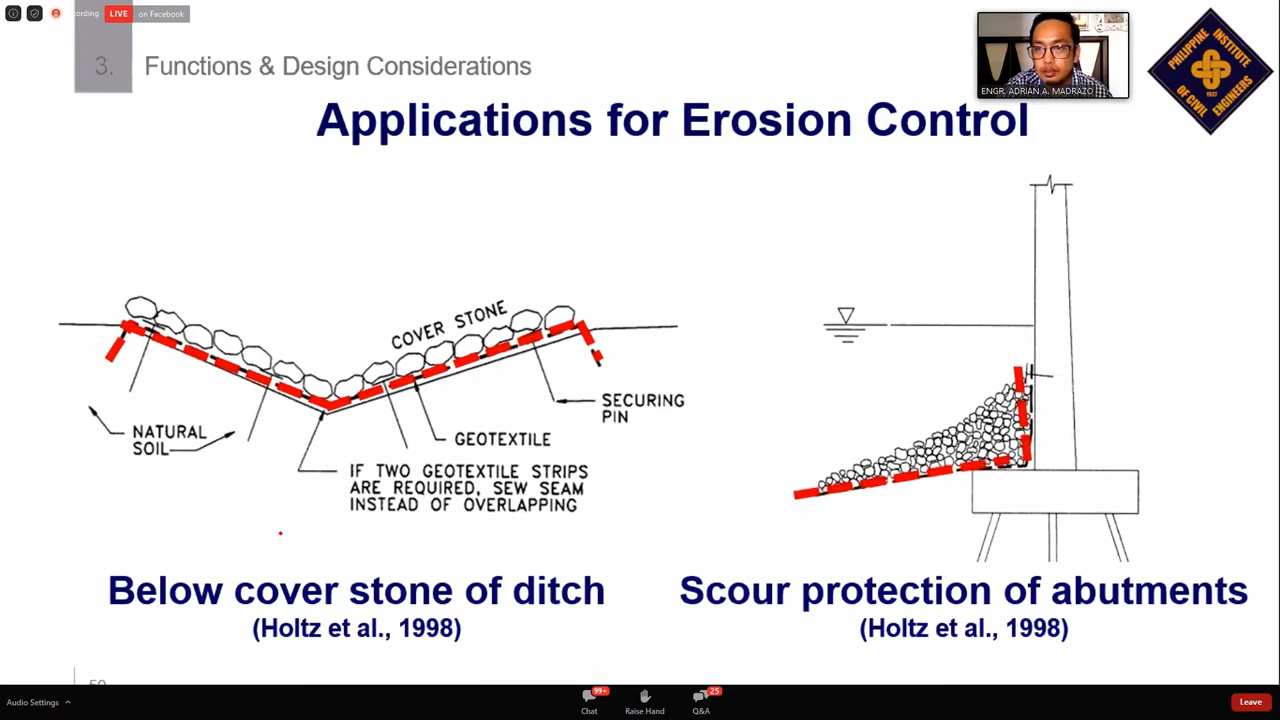 cording LIVE on Facebook
3. Functions & Design Considerations
ENGR. ADRIAN A. MADRAZO
PHILIPPINE INSTITUTE OF CIVIL ENGINEERS
1937
Applications for Erosion Control
COVER STONE
NATURAL
SOIL
SECURING
PIN
GEOTEXTILE
IF TWO GEOTEXTILE STRIPS
ARE REQUIRED, SEW SEAM
INSTEAD OF OVERLAPPING
Below cover stone of ditch
(Holtz et al., 1998)
Scour protection of abutments
(Holtz et al., 1998)
Audio Settings
99+
Chat
Raise Hand
25
Q&A
Leave